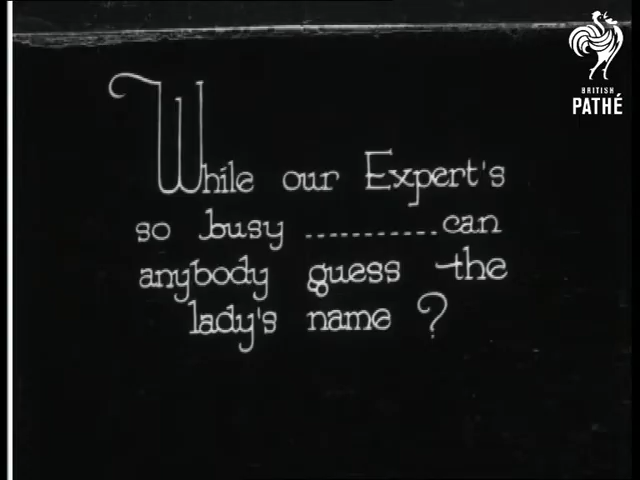 BRITISH
PATHÉ
While our Expert's
so busy ...........can
anybody guess the
lady's name ?